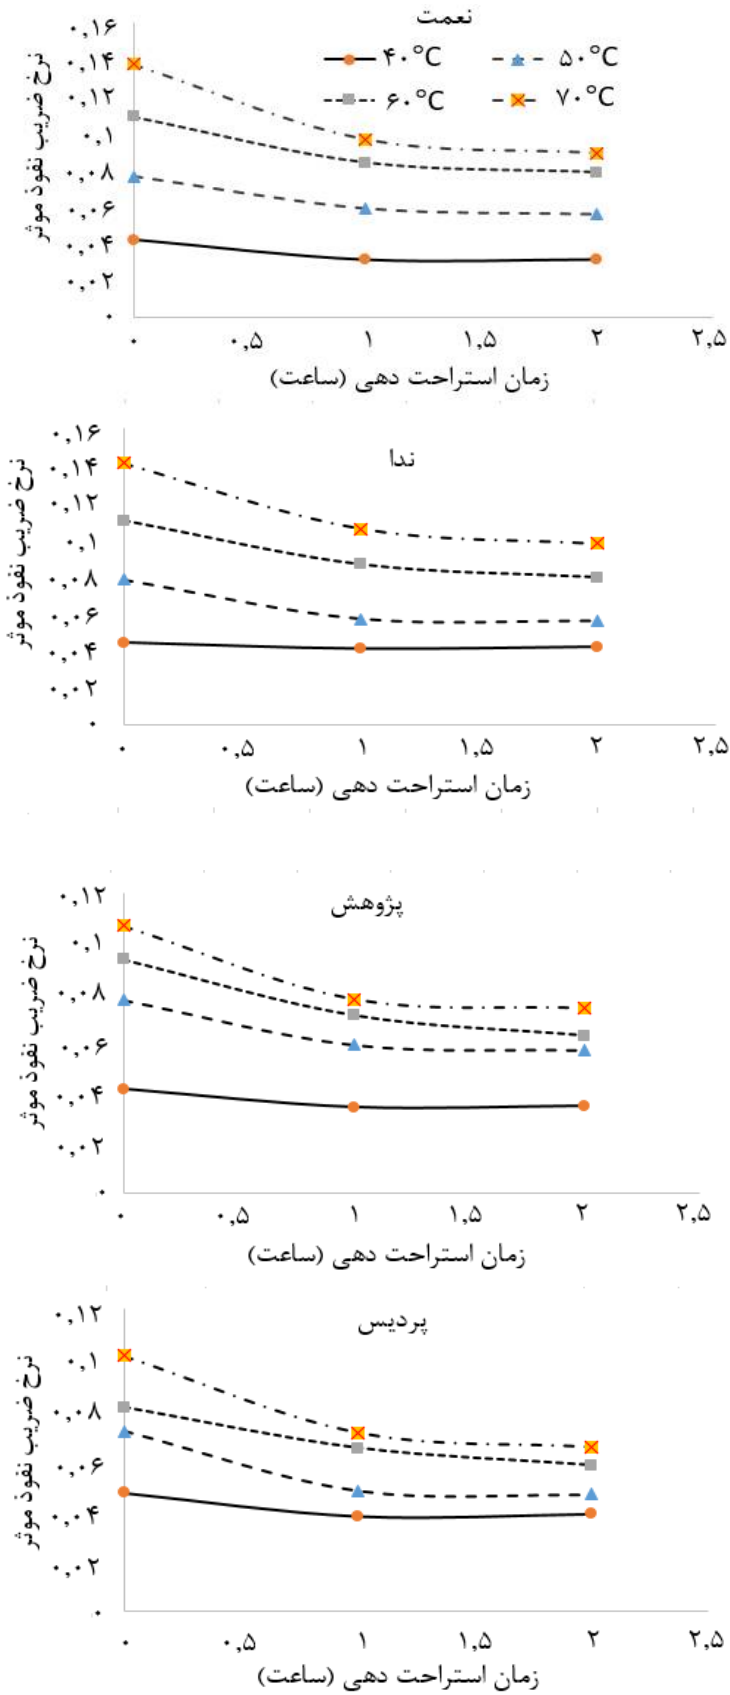 نعمت
۴۰°C
۵۰°C
۶۰°C
۷۰°C
نرخ ضریب نفوذ موثر
۰,۱۶
۰,۱۴
۰,۱۲
۰,۱
۰,۰۸
۰,۰۶
۰,۰۴
۰,۰۲
۰
۰ ۰,۵ ۱ ۱,۵ ۲ ۲,۵
زمان استراحت دهی (ساعت)
ندا
نرخ ضریب نفوذ موثر
۰,۱۶
۰,۱۴
۰,۱۲
۰,۱
۰,۰۸
۰,۰۶
۰,۰۴
۰,۰۲
۰
۰ ۰,۵ ۱ ۱,۵ ۲ ۲,۵
زمان استراحت دهی (ساعت)
پژوهش
نرخ ضریب نفوذ موثر
۰,۱۲
۰,۱
۰,۰۸
۰,۰۶
۰,۰۴
۰,۰۲
۰
۰ ۰,۵ ۱ ۱,۵ ۲ ۲,۵
زمان استراحت دهی (ساعت)
پردیس
نرخ ضریب نفوذ موثر
۰,۱۲
۰,۱
۰,۰۸
۰,۰۶
۰,۰۴
۰,۰۲
۰
۰ ۰,۵ ۱ ۱,۵ ۲ ۲,۵
زمان استراحت دهی (ساعت)